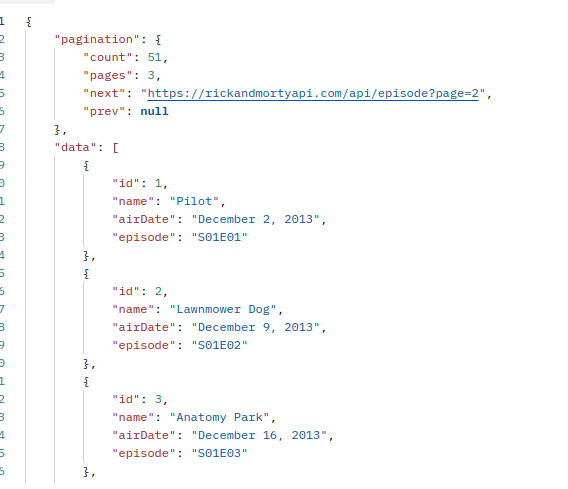 1 {
2 "pagination": {
3 "count": 51,
4 "pages": 3,
5 "next": "https://rickandmortyapi.com/api/episode?page=2",
6 "prev": null
7 },
8 "data": [
9 {
0 "id": 1,
1 "name": "Pilot",
2 "airDate": "December 2, 2013",
3 "episode": "S01E01"
4 },
5 {
6 "id": 2,
7 "name": "Lawnmower Dog",
8 "airDate": "December 9, 2013",
9 "episode": "S01E02"
0 },
1 {
2 "id": 3,
3 "name": "Anatomy Park",
4 "airDate": "December 16, 2013",
5 "episode": "S01E03"
6 },